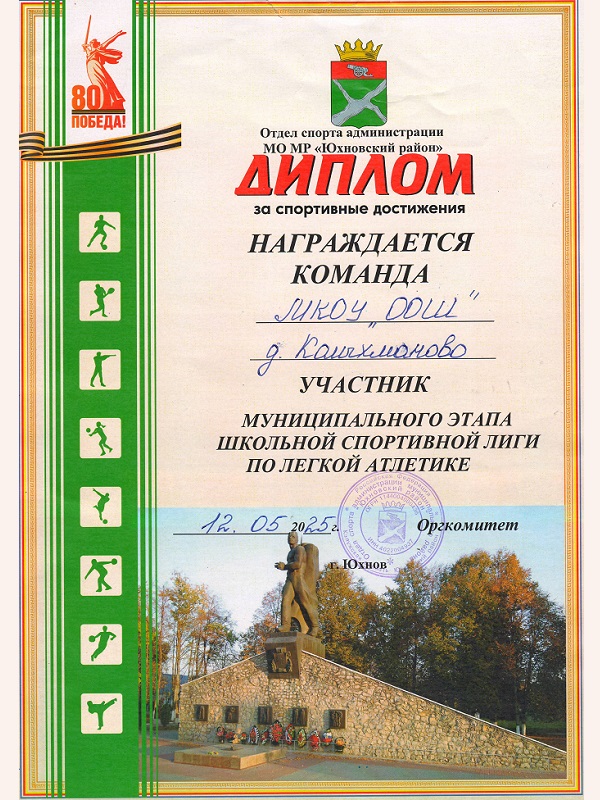 80
ПОБЕДА!
Отдел спорта администрации
МО МР «Юхновский район»
ДИПЛОМ
за спортивные достижения
НАГРАЖДАЕТСЯ
КОМАНДА
МКОУ „ООШ"
д. Колыхманово
УЧАСТНИК
МУНИЦИПАЛЬНОГО ЭТАПА
ШКОЛЬНОЙ СПОРТИВНОЙ ЛИГИ
ПО ЛЕГКОЙ АТЛЕТИКЕ
12. 05 2025 г.
Оргкомитет
г. Юхнов